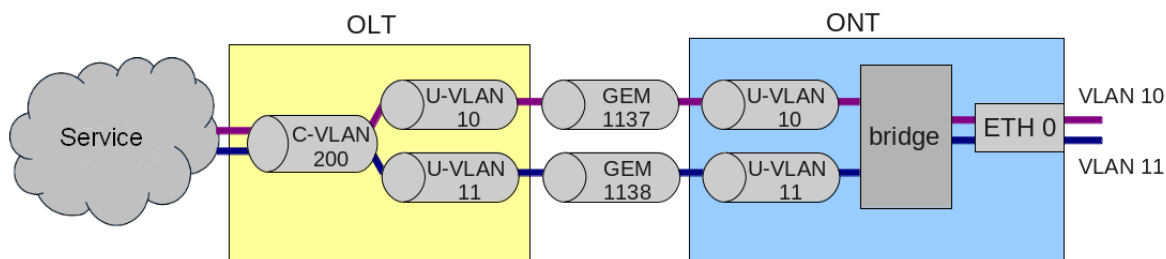 OLT
ONT
Service
C-VLAN
200
U-VLAN
10
U-VLAN
11
GEM
1137
GEM
1138
U-VLAN
10
U-VLAN
11
bridge
ETH 0
VLAN 10
VLAN 11